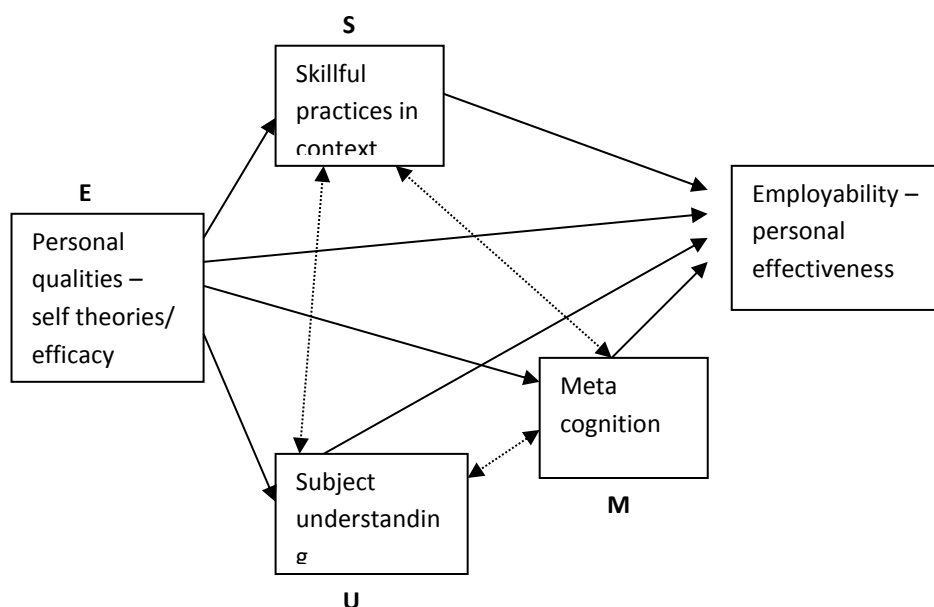 S
Skillful
practices in
context
E
Personal
qualities –
self theories/
efficacy
Employability –
personal
effectiveness
Meta
cognition
M
Subject
understandin
g
U